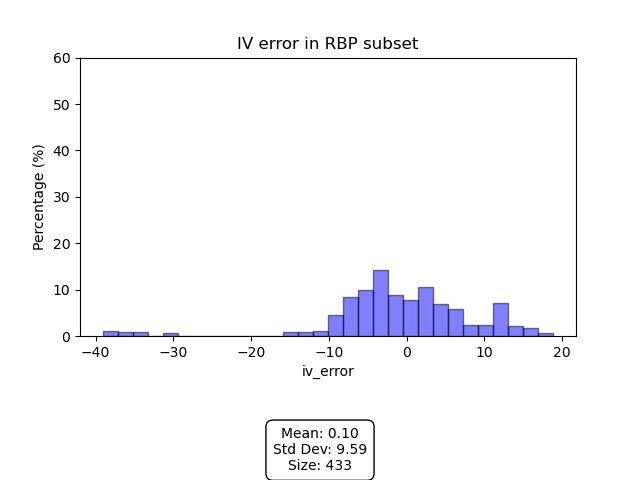 IV error in RBP subset
60
50
40
30
20
10
0
Percentage (%)
−40
−30
−20
−10
0
10
20
iv_error
Mean: 0.10
Std Dev: 9.59
Size: 433